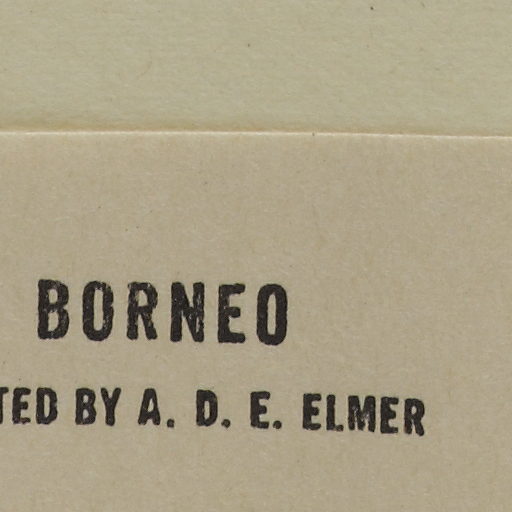 BORNEO
TED BY A. D. E. ELMER